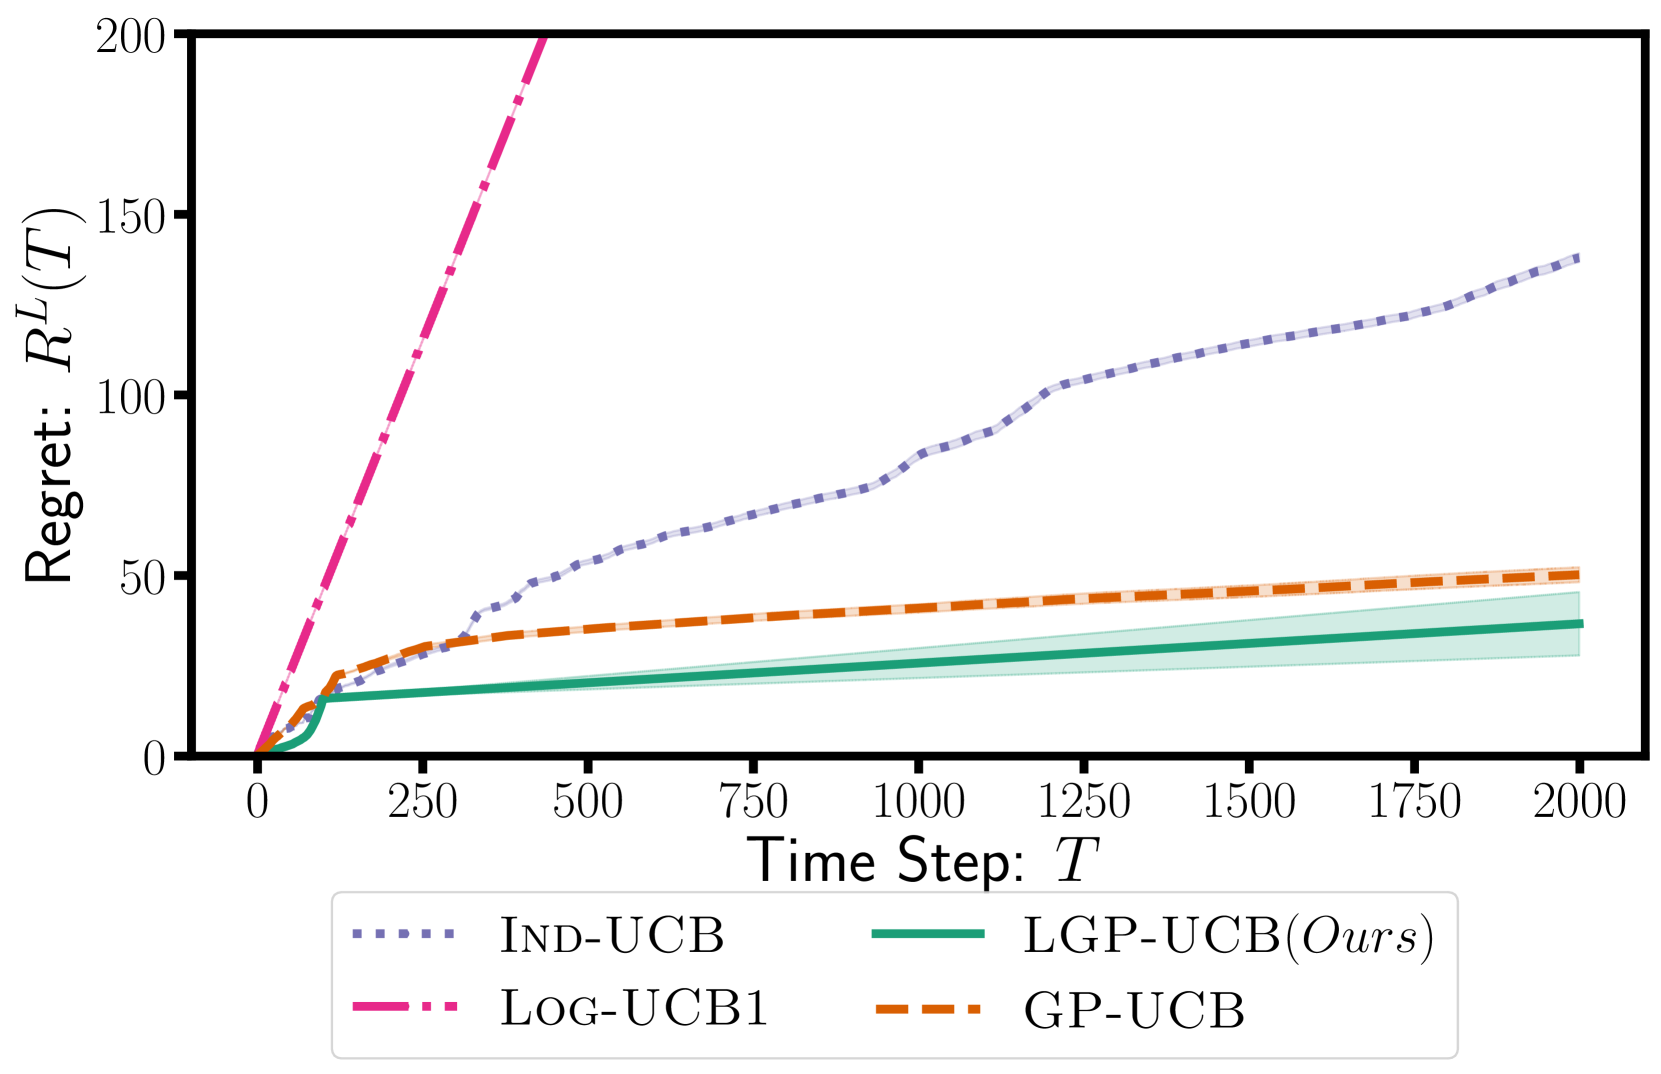 200
150
100
50
0
Regret: R^L(T)
0 250 500 750 1000 1250 1500 1750 2000
Time Step: T
IND-UCB LGP-UCB(Ours)
LOG-UCB1 GP-UCB